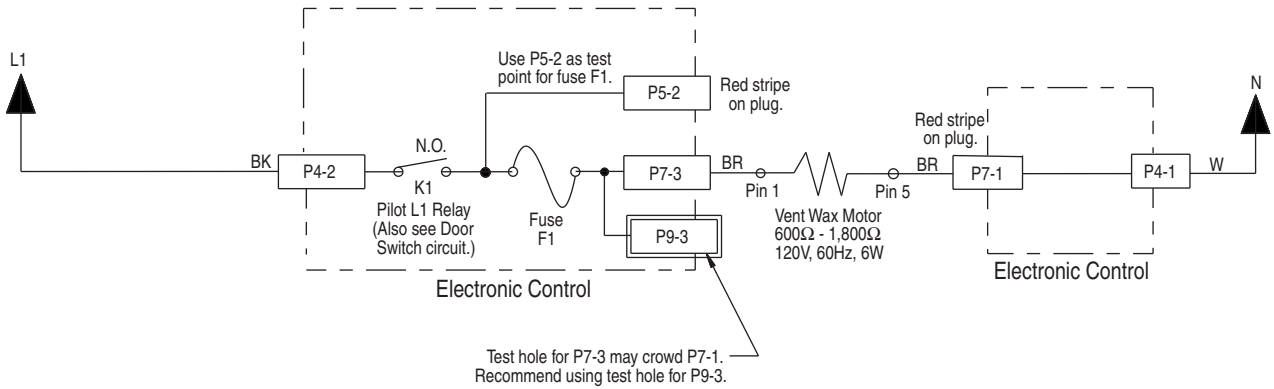 L1
Use P5-2 as test
point for fuse F1.
P5-2
Red stripe
on plug.
N
Red stripe
on plug.
BK
P4-2
N.O.
K1
Pilot L1 Relay
(Also see Door
Switch circuit.)
Fuse
F1
P7-3
BR
Pin 1
Vent Wax Motor
600Ω - 1,800Ω
120V, 60Hz, 6W
Pin 5
BR
P7-1
P4-1
W
P9-3
Electronic Control
Electronic Control
Test hole for P7-3 may crowd P7-1.
Recommend using test hole for P9-3.